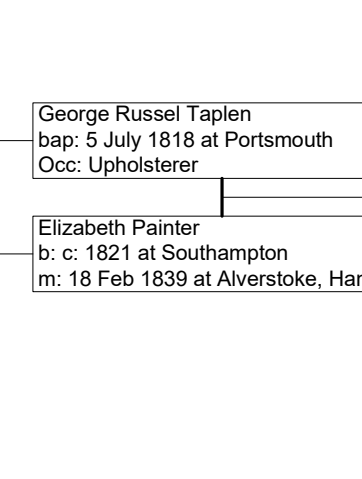 George Russel Taplen
bap: 5 July 1818 at Portsmouth
Occ: Upholsterer
Elizabeth Painter
b: c: 1821 at Southampton
m: 18 Feb 1839 at Alverstoke,